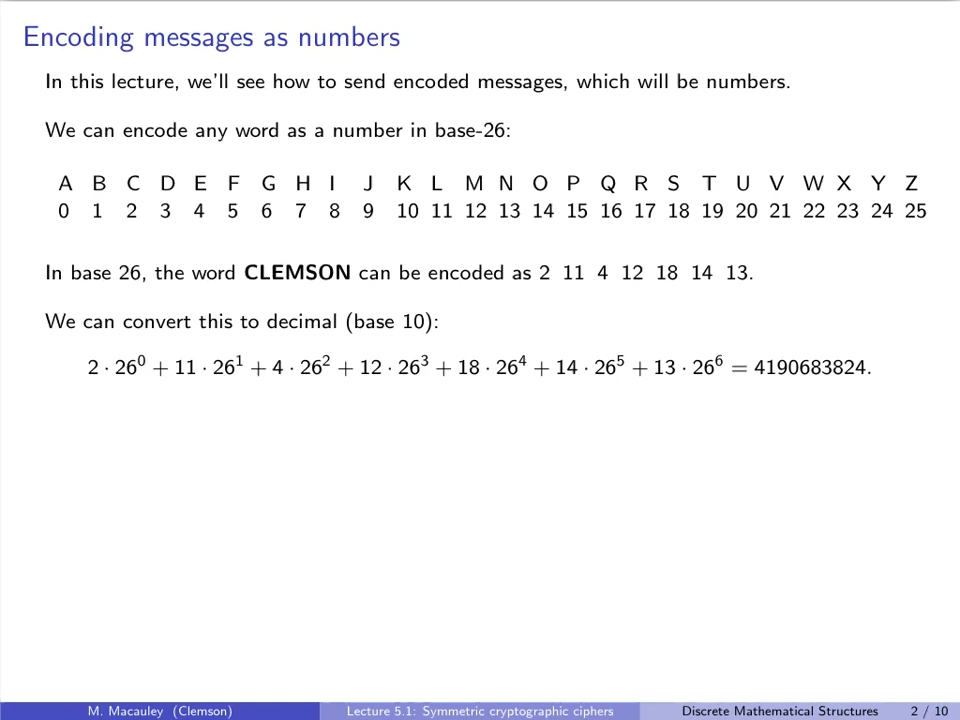 Encoding messages as numbers
In this lecture, we'll see how to send encoded messages, which will be numbers.
We can encode any word as a number in base-26:
A B C D E F G H I J K L M N O P Q R S T U V W X Y Z
0 1 2 3 4 5 6 7 8 9 10 11 12 13 14 15 16 17 18 19 20 21 22 23 24 25
In base 26, the word CLEMSON can be encoded as 2 11 4 12 18 14 13.
We can convert this to decimal (base 10):
2 · 26⁰ + 11 · 26¹ + 4 · 26² + 12 · 26³ + 18 · 26⁴ + 14 · 26⁵ + 13 · 26⁶ = 4190683824.
M. Macauley (Clemson) Lecture 5.1: Symmetric cryptographic ciphers Discrete Mathematical Structures 2 / 10